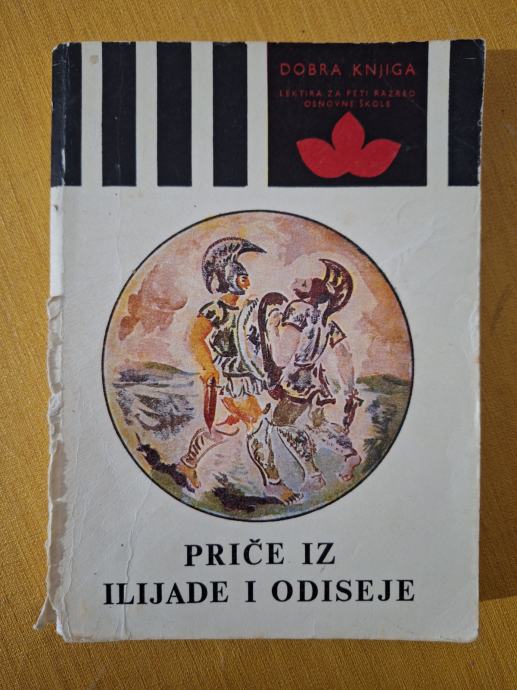 DOBRA KNJIGA
LEKTIRA ZA PETI RAZRED
OSNOVNE ŠKOLE
PRIČE IZ
ILIJADE I ODISEJE